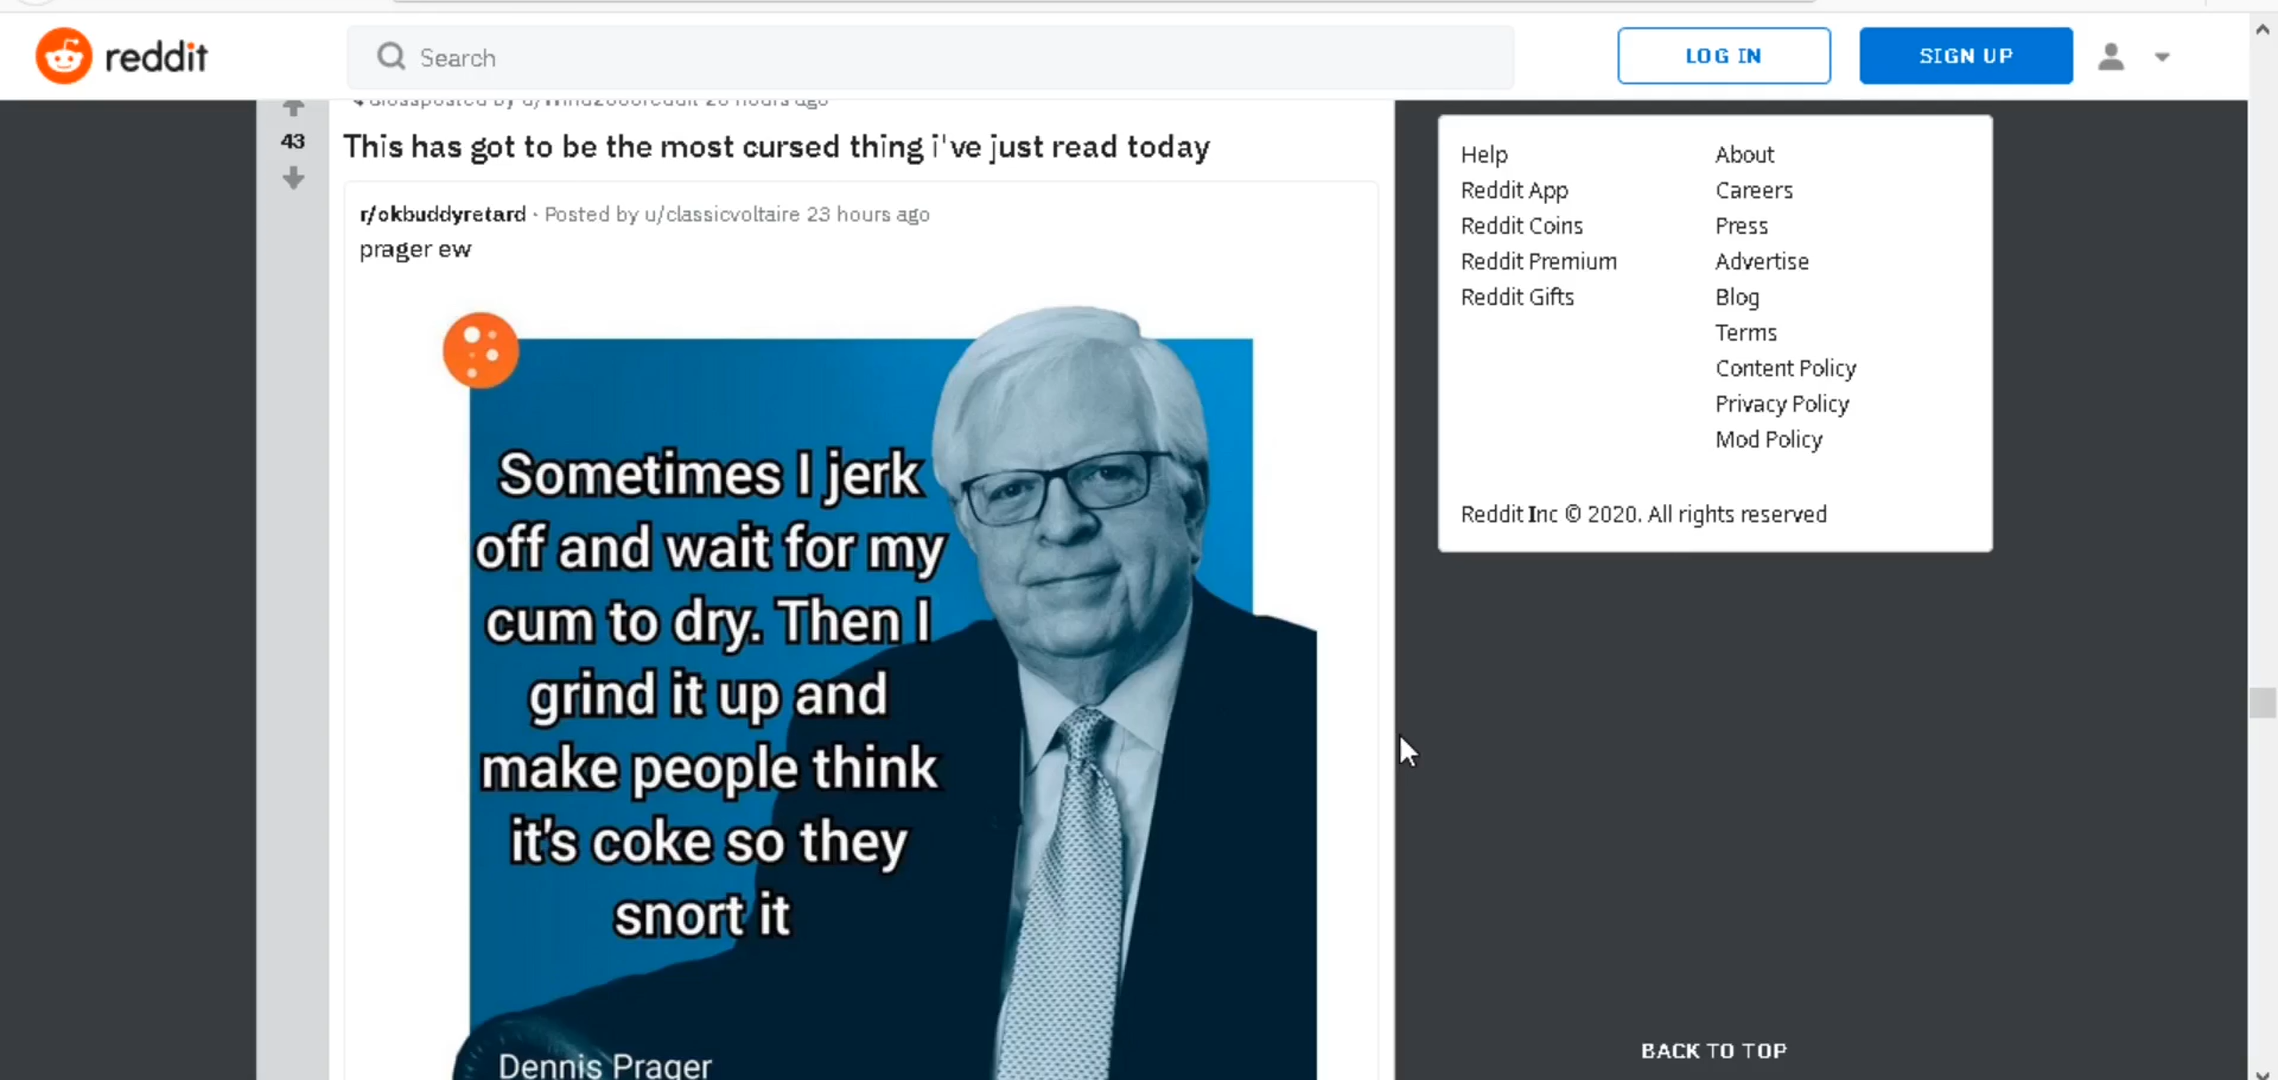 reddit
Search
LOG IN
SIGN UP
43
This has got to be the most cursed thing i've just read today
r/okbuddyretard · Posted by u/classicvoltaire 23 hours ago
prager ew
Sometimes I jerk
off and wait for my
cum to dry. Then I
grind it up and
make people think
it's coke so they
snort it
Dennis Prager
Help
Reddit App
Reddit Coins
Reddit Premium
Reddit Gifts
About
Careers
Press
Advertise
Blog
Terms
Content Policy
Privacy Policy
Mod Policy
Reddit Inc © 2020. All rights reserved
BACK TO TOP